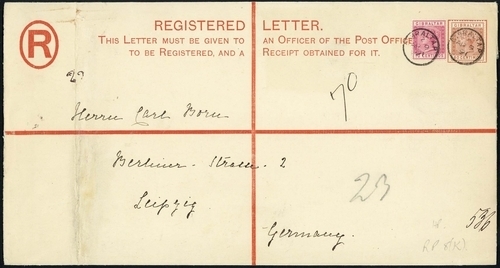 R
REGISTERED LETTER.
THIS LETTER MUST BE GIVEN TO AN OFFICER OF THE POST OFFICE
TO BE REGISTERED, AND A RECEIPT OBTAINED FOR IT.
GIBRALTAR GIBRALTAR
70
Herrn Carl Born
Berliner-Strasse 2
Leipzig.
Germany.
23
536